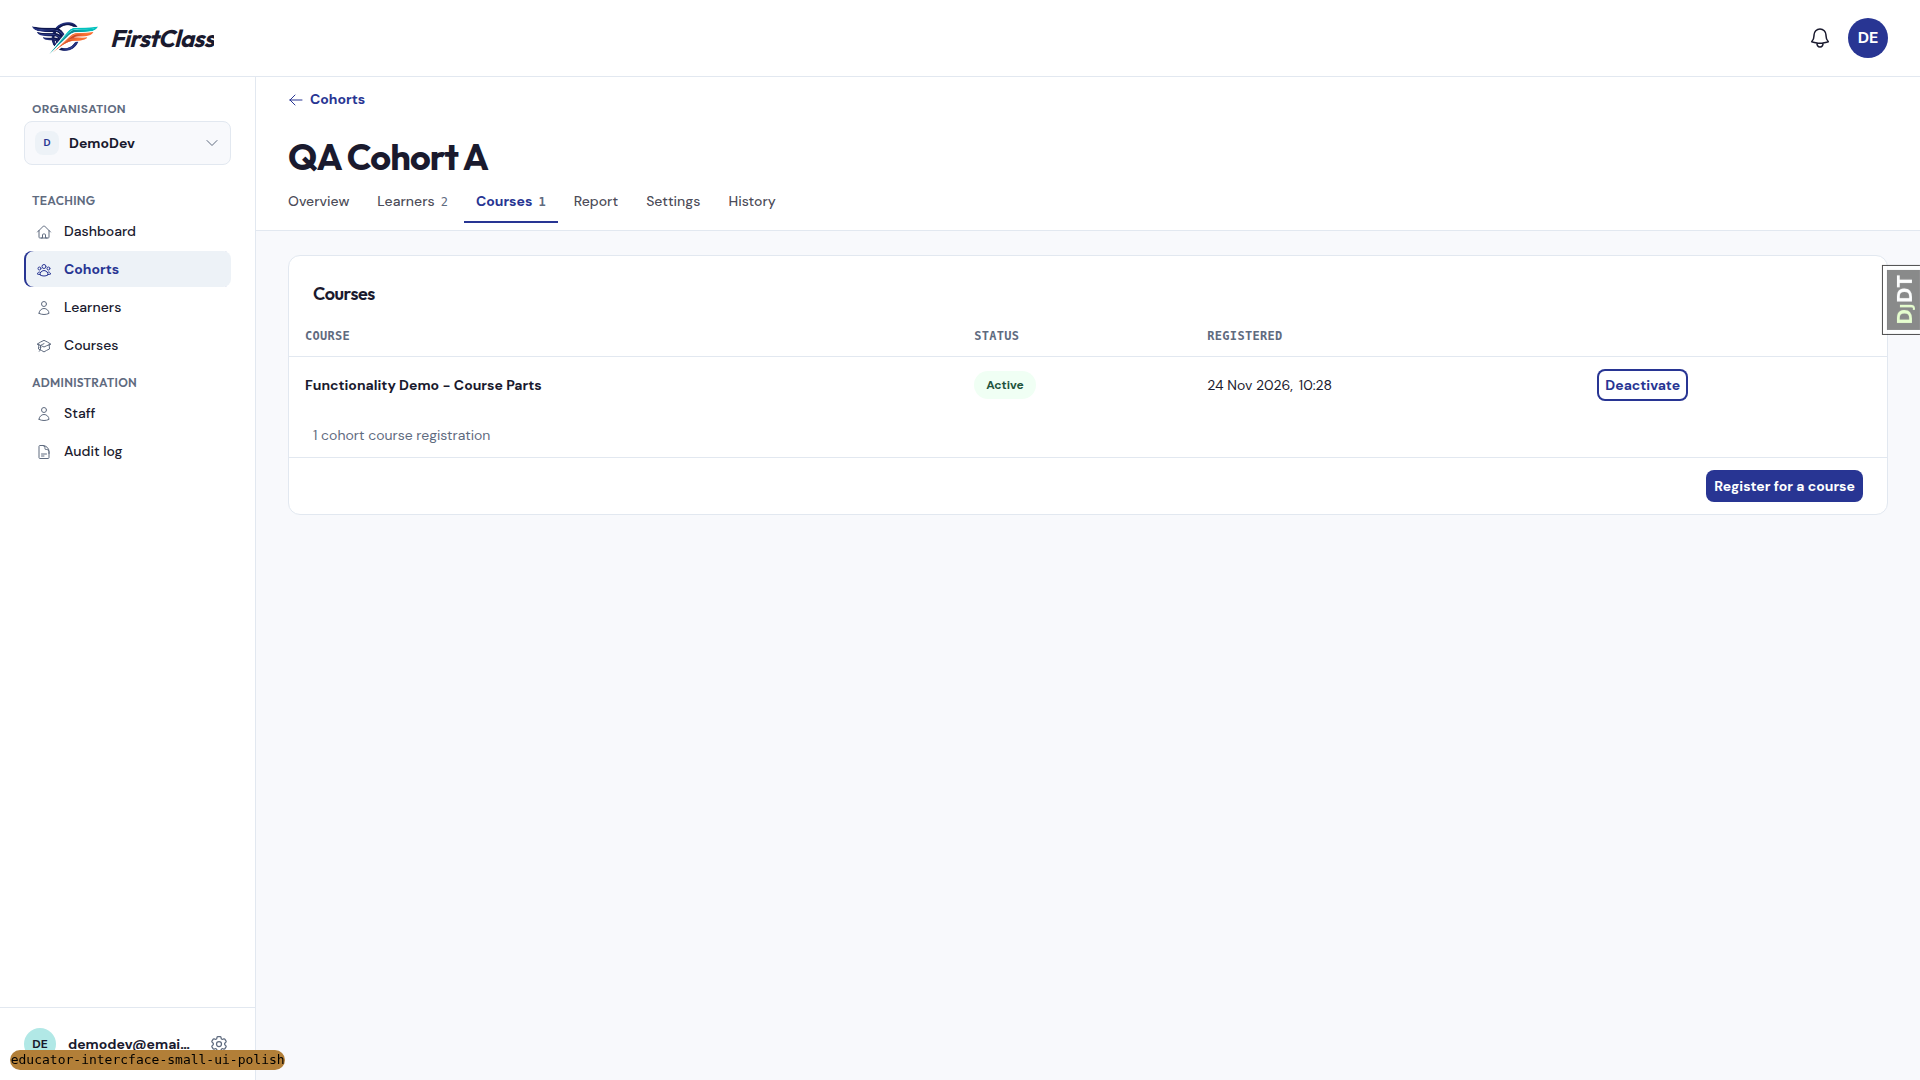 FirstClass
DE
ORGANISATION
D DemoDev
TEACHING
Dashboard
Cohorts
Learners
Courses
ADMINISTRATION
Staff
Audit log
DE demodev@emai...
educator-intercface-small-ui-polish
Cohorts
QA Cohort A
Overview Learners 2 Courses 1 Report Settings History
Courses
COURSE STATUS REGISTERED
Functionality Demo - Course Parts Active 24 Nov 2026, 10:28 Deactivate
1 cohort course registration
Register for a course
DJDT